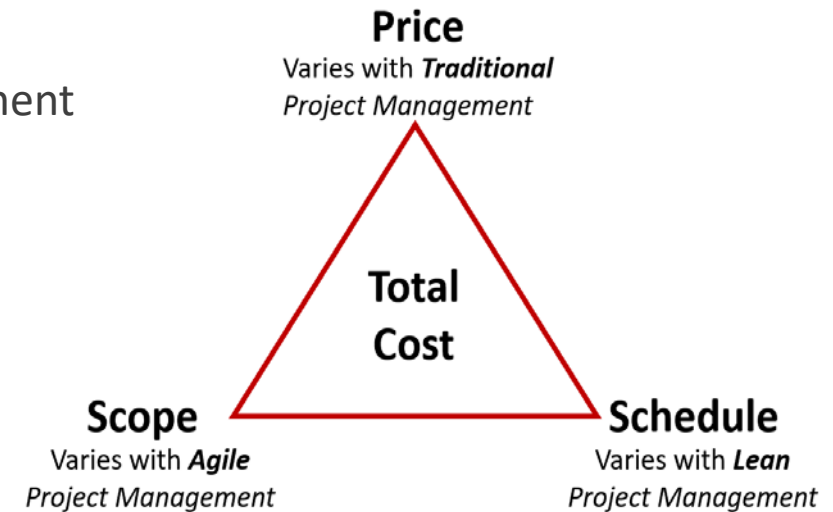 Price
Varies with Traditional
Project Management
Total
Cost
Scope
Varies with Agile
Project Management
Schedule
Varies with Lean
Project Management